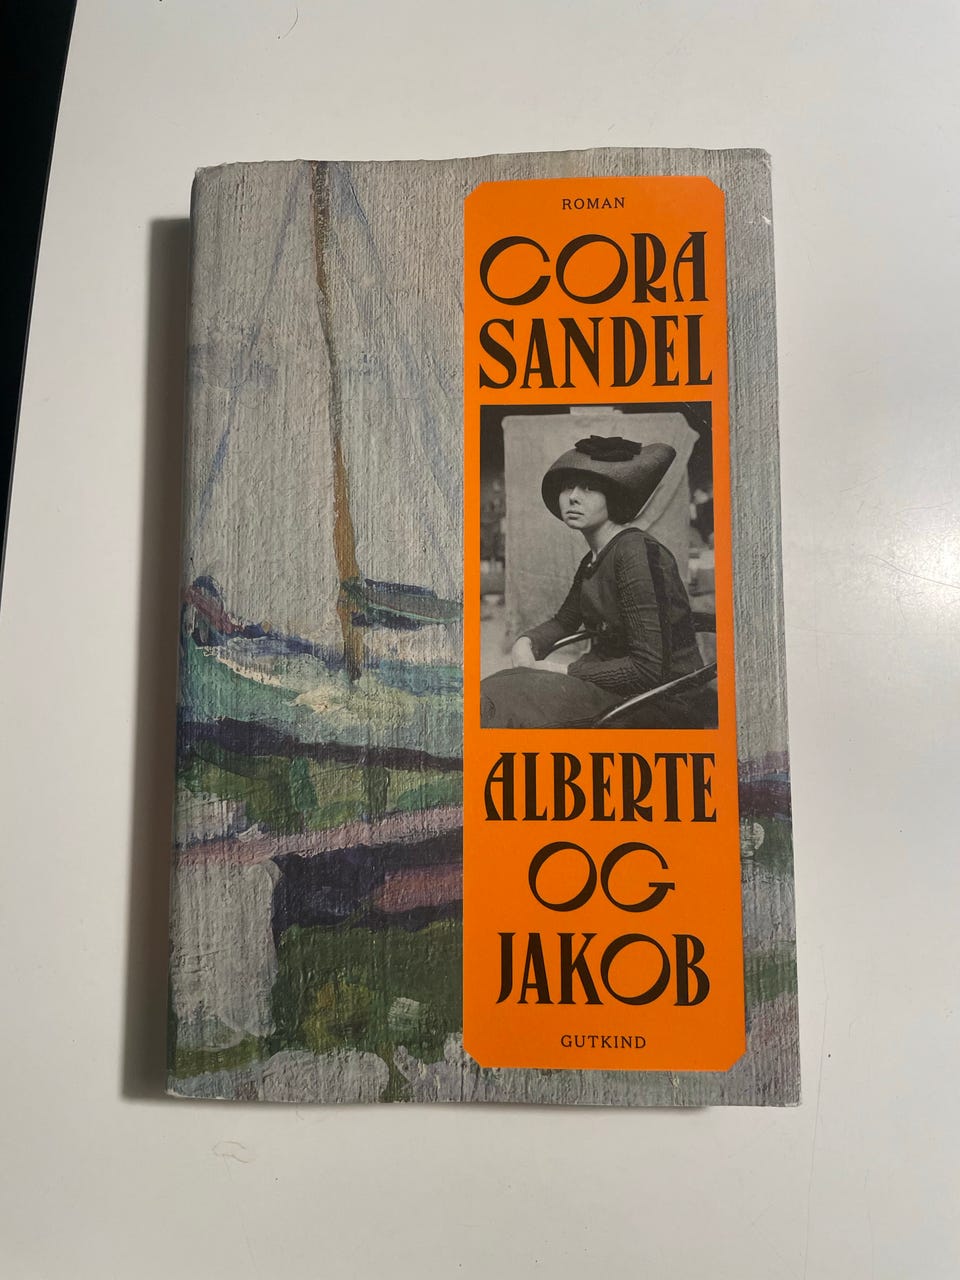 ROMAN
CORA
SANDEL
ALBERTE
OG
JAKOB
GUTKIND